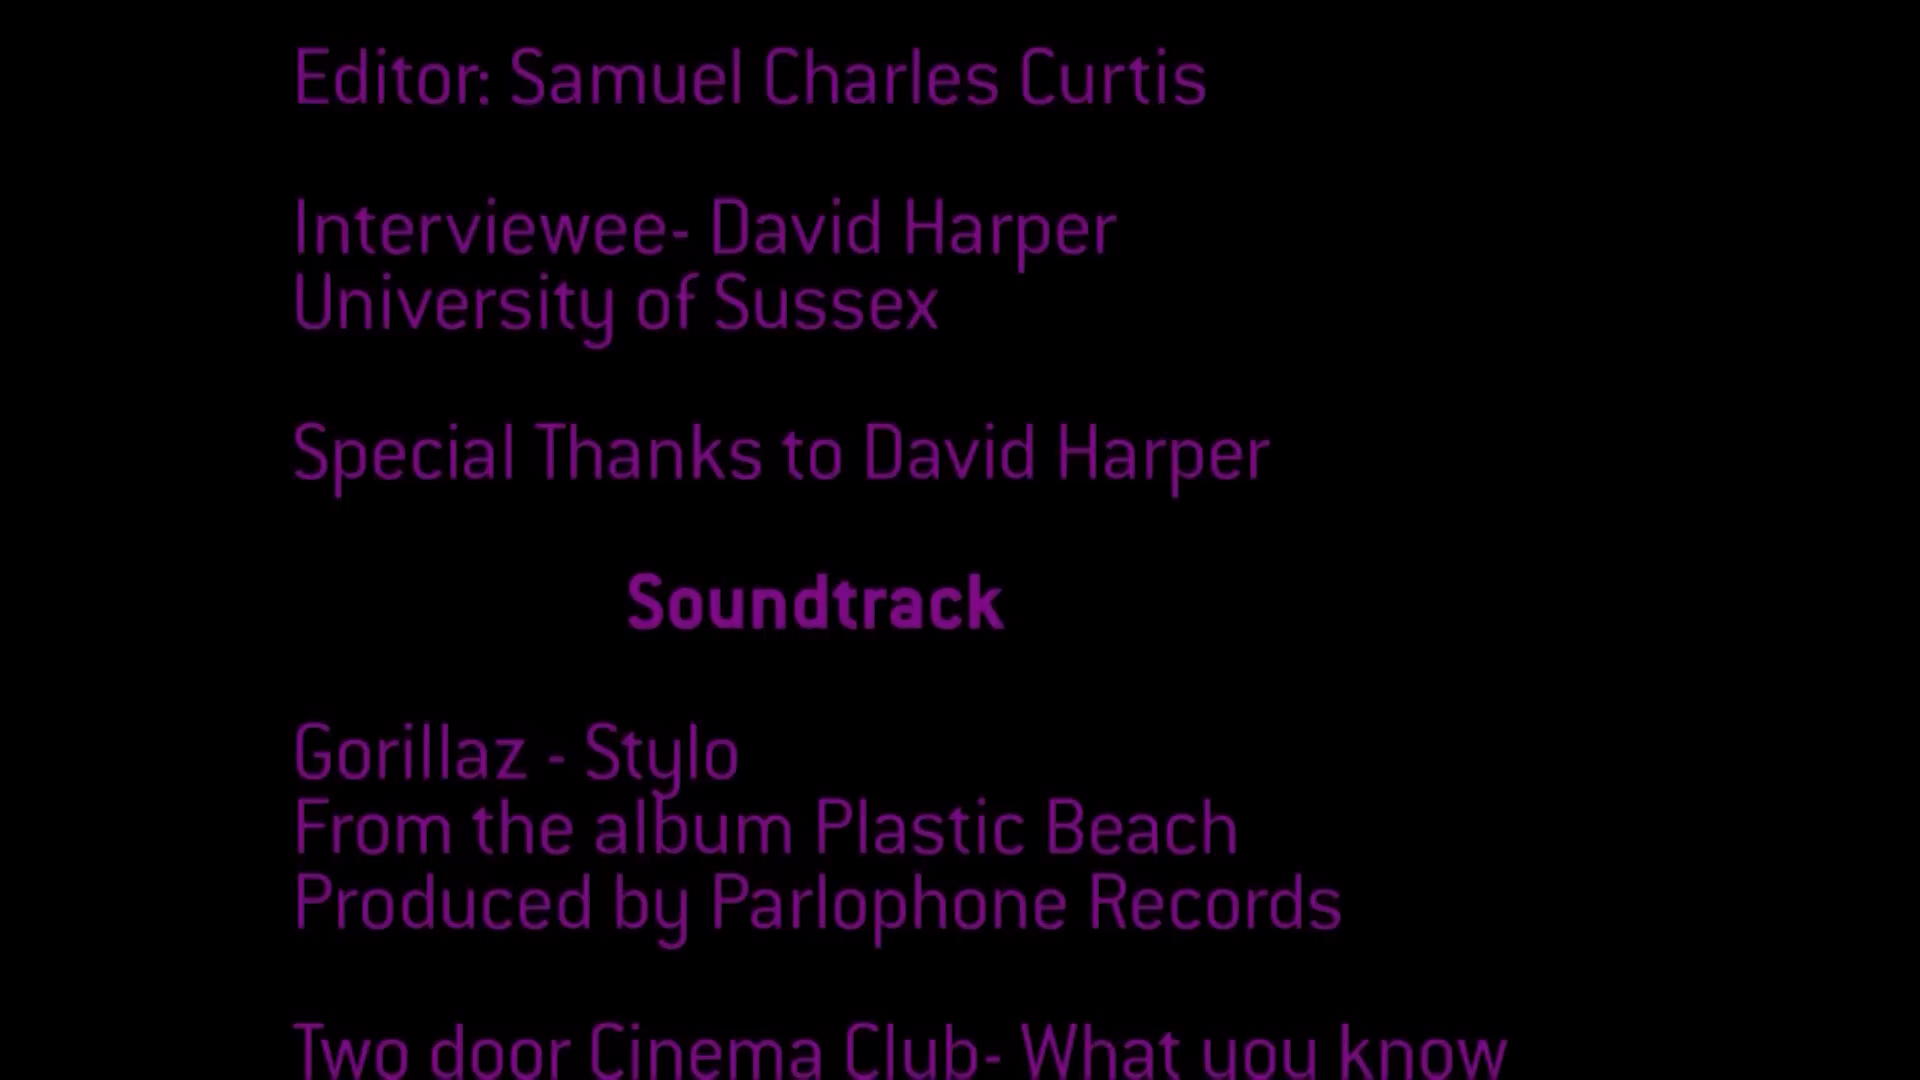 Editor: Samuel Charles Curtis
Interviewee- David Harper
University of Sussex
Special Thanks to David Harper
Soundtrack
Gorillaz - Stylo
From the album Plastic Beach
Produced by Parlophone Records
Two door Cinema Club- What you know